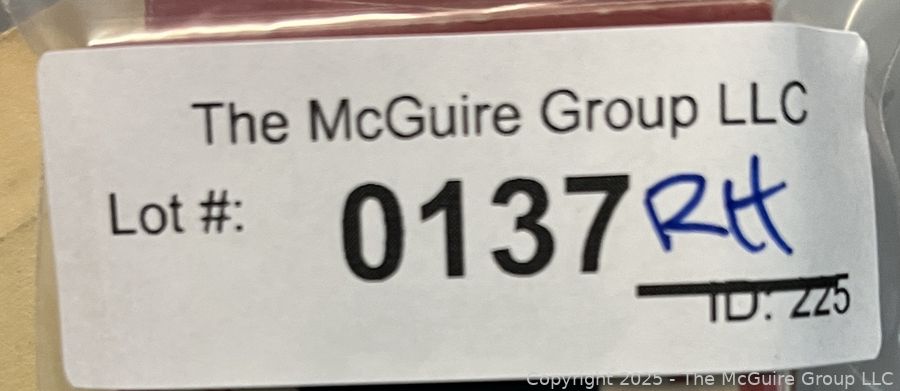 The McGuire Group LLC
Lot #: 0137 RH
ID: 225
Copyright 2025 - The McGuire Group LLC